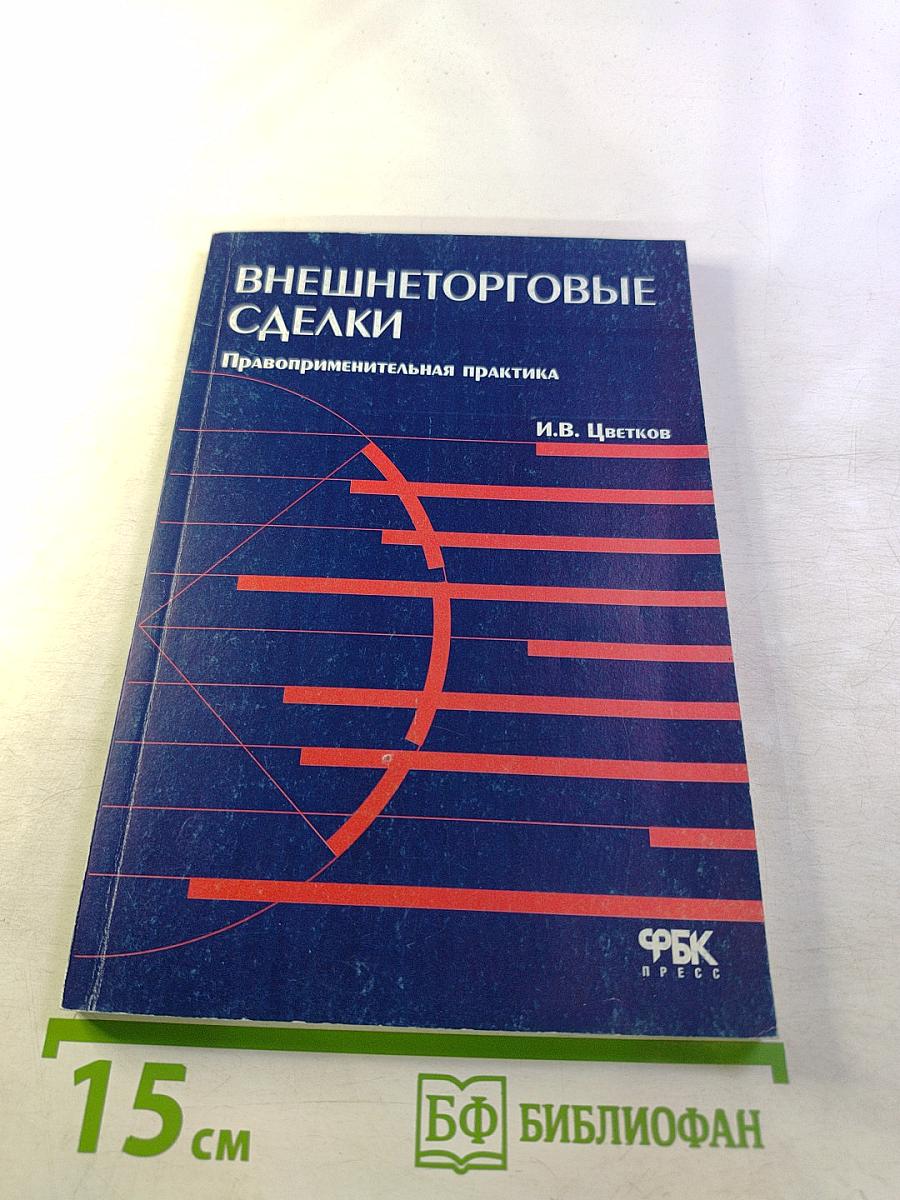 ВНЕШНЕТОРГОВЫЕ
СДЕЛКИ
Правоприменительная практика
И.В. Цветков
ФБК
ПРЕСС
15 см
БФ БИБЛИОФАН